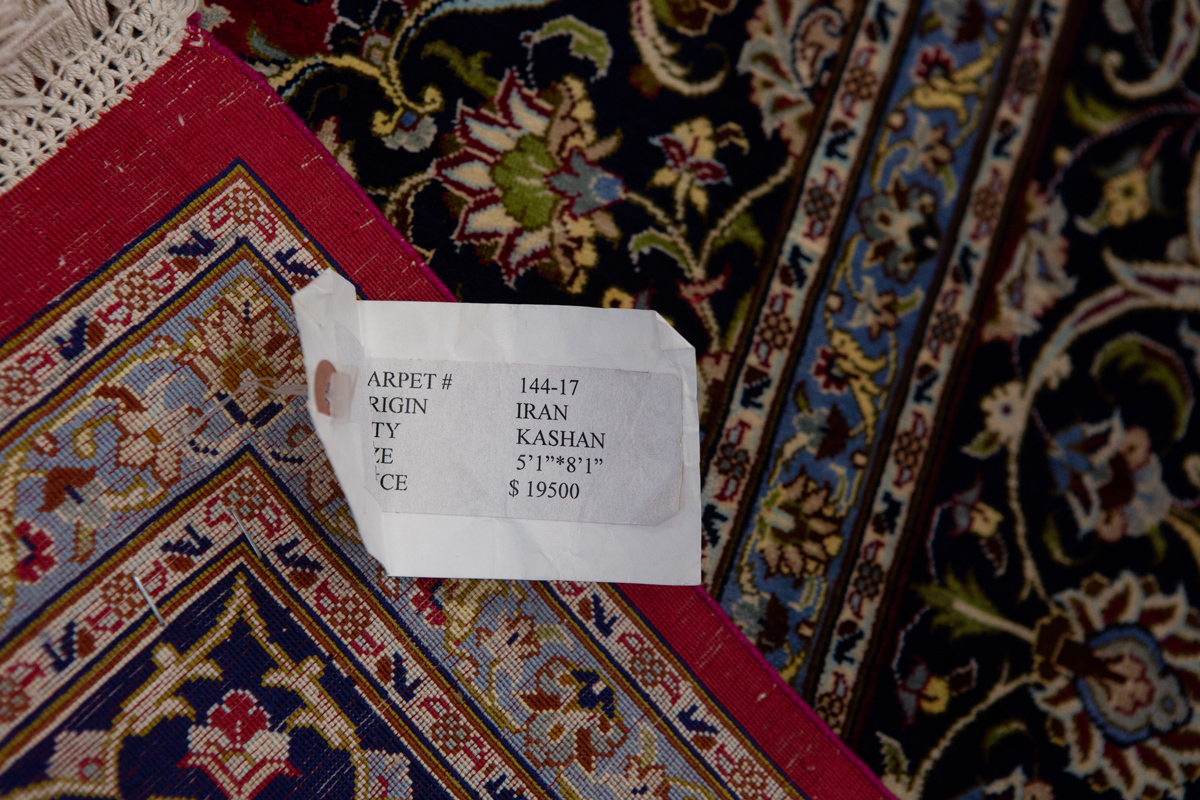 ARPET # 144-17
RIGIN IRAN
TY KASHAN
ZE 5'1”*8'1”
CE $ 19500